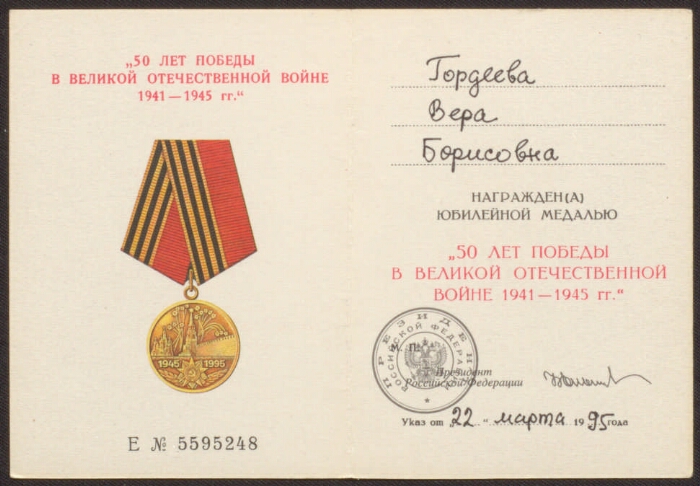 „50 ЛЕТ ПОБЕДЫ
В ВЕЛИКОЙ ОТЕЧЕСТВЕННОЙ ВОЙНЕ
1941—1945 гг.“
1945 1995
Е № 5595248
Гордеева
Вера
Борисовна
НАГРАЖДЕН(А)
ЮБИЛЕЙНОЙ МЕДАЛЬЮ
„50 ЛЕТ ПОБЕДЫ
В ВЕЛИКОЙ ОТЕЧЕСТВЕННОЙ
ВОЙНЕ 1941—1945 гг.“
ПРЕЗИДЕНТ
РОССИЙСКОЙ ФЕДЕРАЦИИ
М. П.
Президент
Российской Федерации
Указ от „22“ марта 1995 года